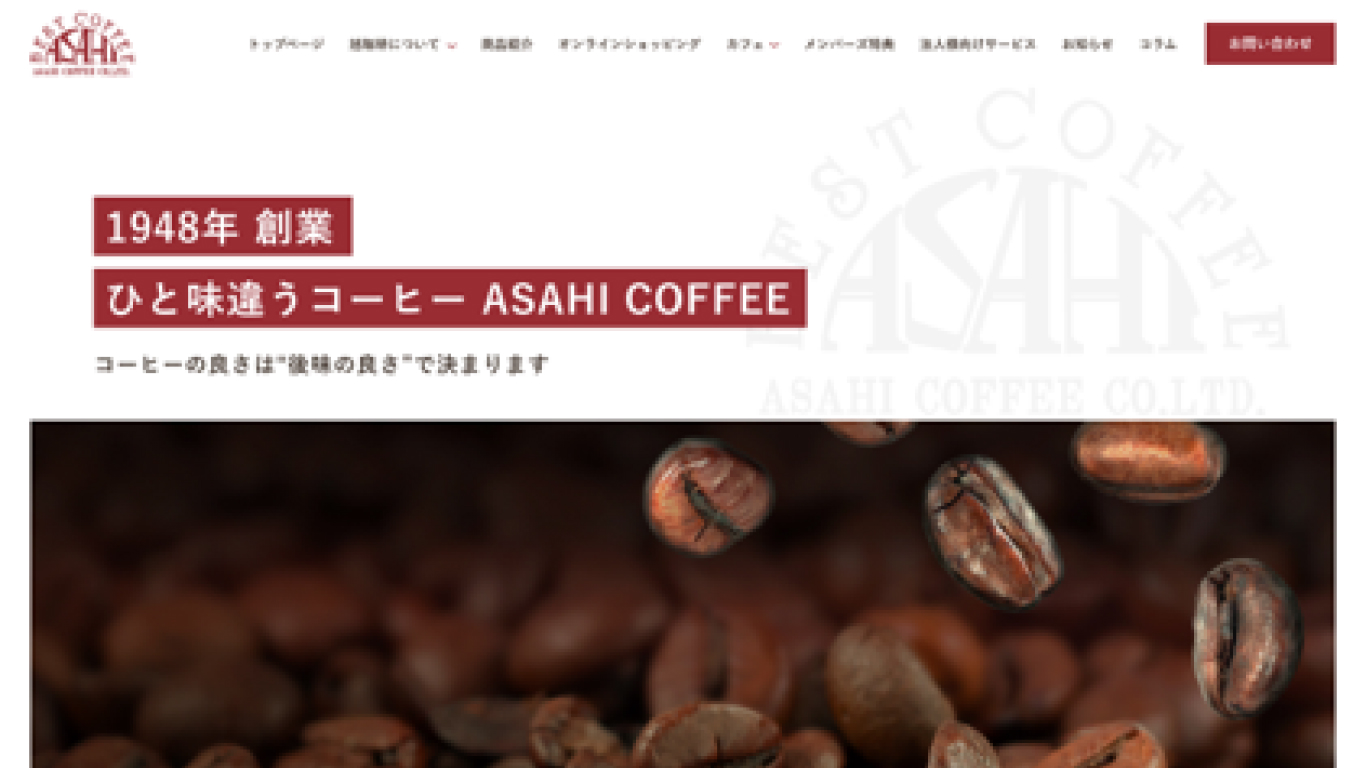 BEST COFFEE
ASAHI
ASAHI COFFEE CO.LTD.
トップページ
旭珈琲について
商品紹介
オンラインショッピング
カフェ
メンバーズ特典
法人様向けサービス
お知らせ
コラム
お問い合わせ
BEST COFFEE
ASAHI
ASAHI COFFEE CO.LTD.
1948年 創業
ひと味違うコーヒー ASAHI COFFEE
コーヒーの良さは“後味の良さ”で決まります